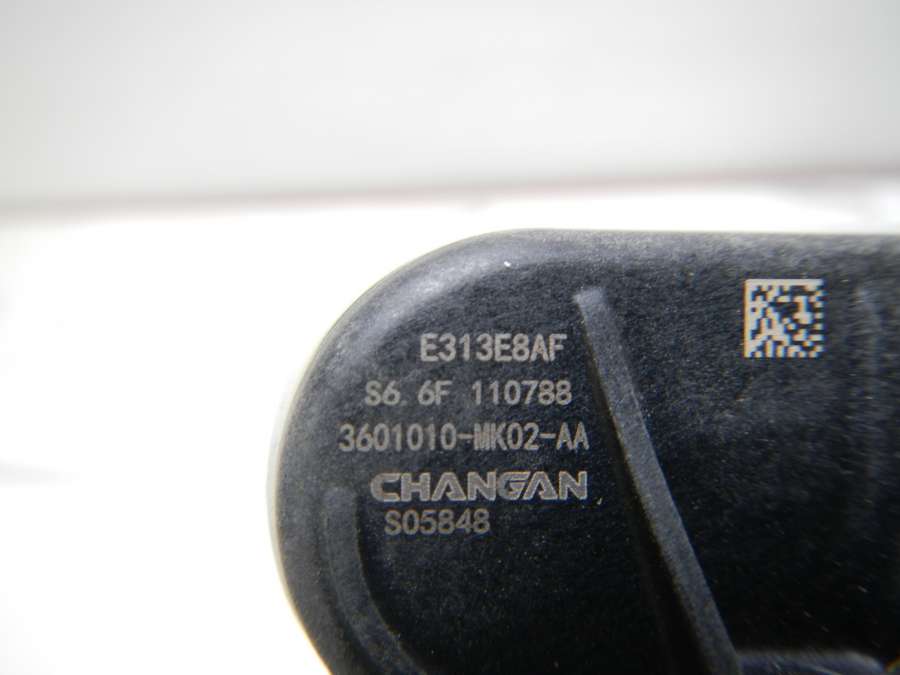 E313E8AF
S6.6F 110788
3601010-MK02-AA
CHANGAN
S05848